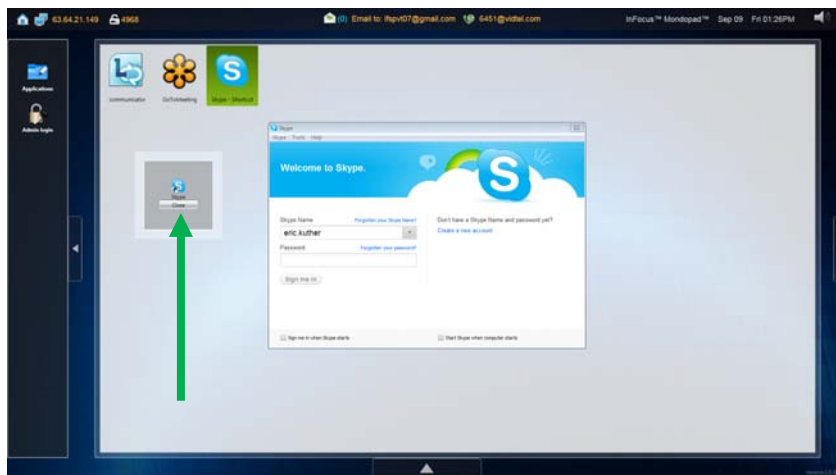 63.64.21.149 4968 (0) Email to: ifspvt07@gmail.com 6451@vidtel.com InFocus™ Mondopad™ Sep 09 Fri 01:26PM
Applications
Admin login
communicator GoToMeeting Skype - Shortcut
Skype
Close
Skype
Skype Tools Help
Welcome to Skype.
Skype Name Forgotten your Skype Name?
eric.kuther
Password Forgotten your password?
Sign me in
Don't have a Skype Name and password yet?
Create a new account
Sign me in when Skype starts Start Skype when computer starts